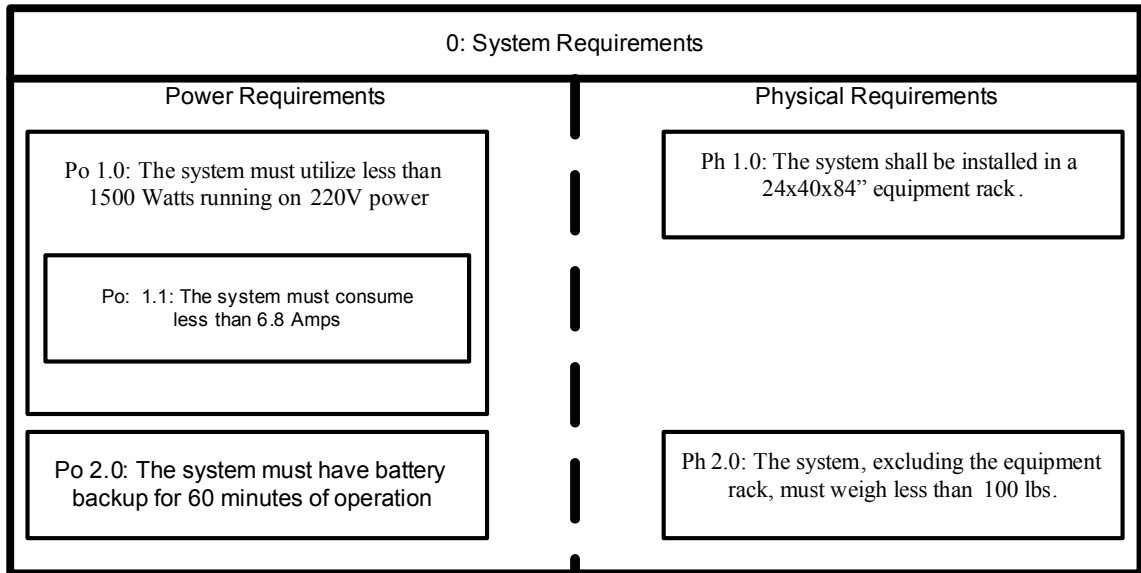 0: System Requirements
Power Requirements
Po 1.0: The system must utilize less than
1500 Watts running on 220V power
Po: 1.1: The system must consume
less than 6.8 Amps
Po 2.0: The system must have battery
backup for 60 minutes of operation
Physical Requirements
Ph 1.0: The system shall be installed in a
24x40x84” equipment rack.
Ph 2.0: The system, excluding the equipment
rack, must weigh less than 100 lbs.